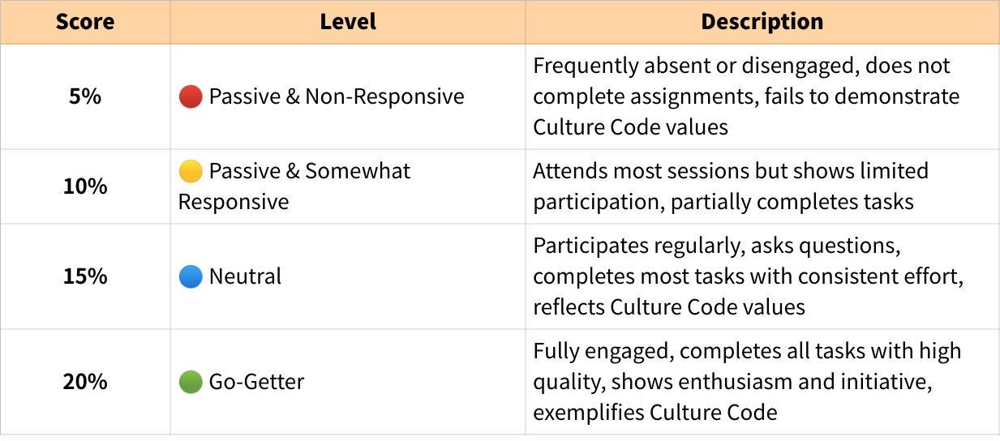 Score Level Description
5%
🔴 Passive & Non-Responsive
Frequently absent or disengaged, does not
complete assignments, fails to demonstrate
Culture Code values
10%
🟡 Passive & Somewhat
Responsive
Attends most sessions but shows limited
participation, partially completes tasks
15%
🔵 Neutral
Participates regularly, asks questions,
completes most tasks with consistent effort,
reflects Culture Code values
20%
🟢 Go-Getter
Fully engaged, completes all tasks with high
quality, shows enthusiasm and initiative,
exemplifies Culture Code